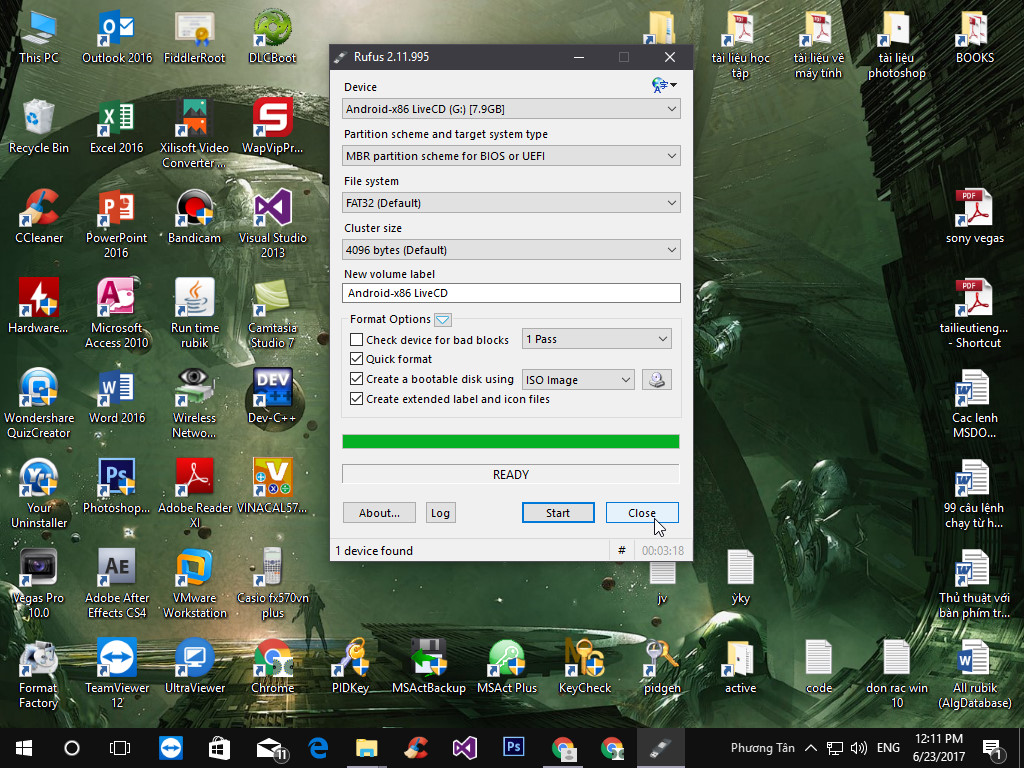 This PC
Outlook 2016
FiddlerRoot
DLCBoot
tài liệu học
tập
tài liệu về
máy tính
tài liệu
photoshop
BOOKS
Recycle Bin
Excel 2016
Xilisoft Video
Converter ...
WapVipPr...
CCleaner
PowerPoint
2016
Bandicam
Visual Studio
2013
sony vegas
Hardware...
Microsoft
Access 2010
Run time
rubik
Camtasia
Studio 7
tailieutieng...
- Shortcut
Wondershare
QuizCreator
Word 2016
Wireless
Netwo...
Dev-C++
Cac lenh
MSDO...
Your
Uninstaller
Photoshop...
Adobe Reader
XI
VINACAL57...
99 câu lệnh
chạy từ h...
Vegas Pro
10.0
Adobe After
Effects CS4
VMware
Workstation
Casio fx570vn
plus
jv
ỳky
Thủ thuật với
bàn phím tr...
Format
Factory
TeamViewer
12
UltraViewer
Chrome
PIDKey
MSActBackup
MSAct Plus
KeyCheck
pidgeh
active
code
dọn rac win
10
All rubik
(AlgDatabase)
Rufus 2.11.995
Device
Android-x86 LiveCD (G:) [7.9GB]
Partition scheme and target system type
MBR partition scheme for BIOS or UEFI
File system
FAT32 (Default)
Cluster size
4096 bytes (Default)
New volume label
Android-x86 LiveCD
Format Options
Check device for bad blocks
1 Pass
Quick format
Create a bootable disk using
ISO Image
Create extended label and icon files
READY
About...
Log
Start
Close
1 device found
#
00:03:18
11
Phương Tân
ENG
12:11 PM
6/23/2017
1